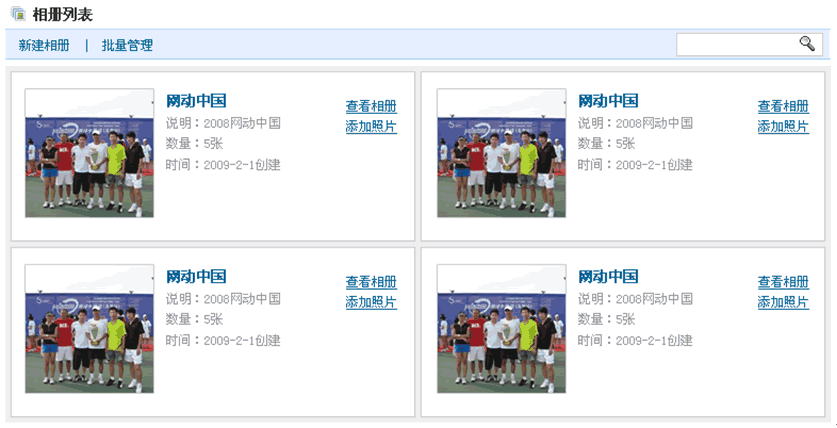 相册列表
新建相册 | 批量管理
网动中国
查看相册
说明：2008网动中国
添加照片
数量：5张
时间：2009-2-1创建
网动中国
查看相册
说明：2008网动中国
添加照片
数量：5张
时间：2009-2-1创建
网动中国
查看相册
说明：2008网动中国
添加照片
数量：5张
时间：2009-2-1创建
网动中国
查看相册
说明：2008网动中国
添加照片
数量：5张
时间：2009-2-1创建